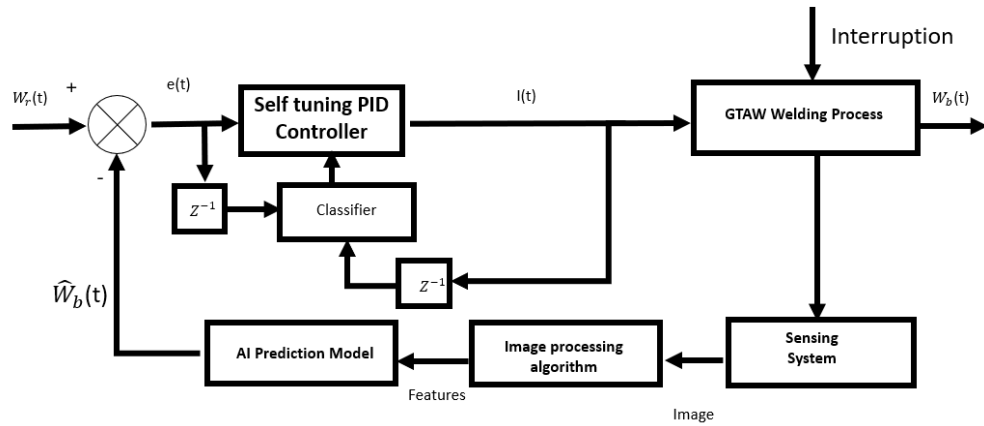 Interruption
W_r(t)
+
e(t)
Self tuning PID
Controller
I(t)
GTAW Welding Process
W_b(t)
-
Z⁻¹
Classifier
Z⁻¹
Ŵ_b(t)
AI Prediction Model
Image processing
algorithm
Sensing
System
Features
Image